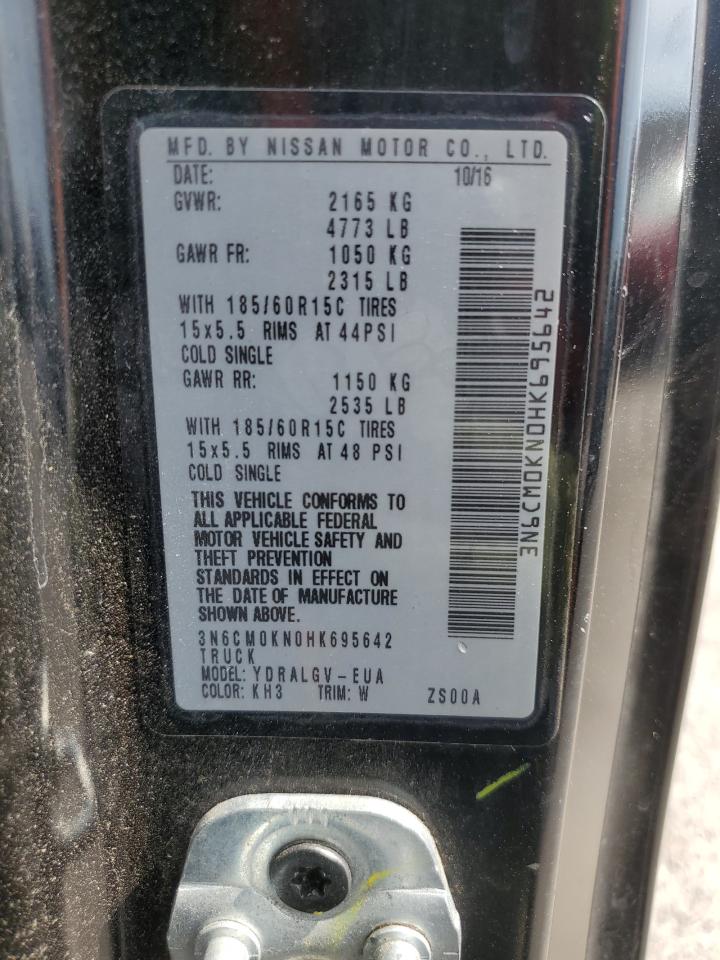 MFD. BY NISSAN MOTOR CO., LTD.
DATE: 10/16
GVWR: 2165 KG
4773 LB
GAWR FR: 1050 KG
2315 LB
WITH 185/60R15C TIRES
15x5.5 RIMS AT 44PSI
COLD SINGLE
GAWR RR: 1150 KG
2535 LB
WITH 185/60R15C TIRES
15x5.5 RIMS AT 48 PSI
COLD SINGLE
THIS VEHICLE CONFORMS TO
ALL APPLICABLE FEDERAL
MOTOR VEHICLE SAFETY AND
THEFT PREVENTION
STANDARDS IN EFFECT ON
THE DATE OF MANUFACTURE
SHOWN ABOVE.
3N6CM0KN0HK695642
TRUCK
MODEL: YDRALGV-EUA
COLOR: KH3 TRIM: W ZS00A
3N6CM0KN0HK695642